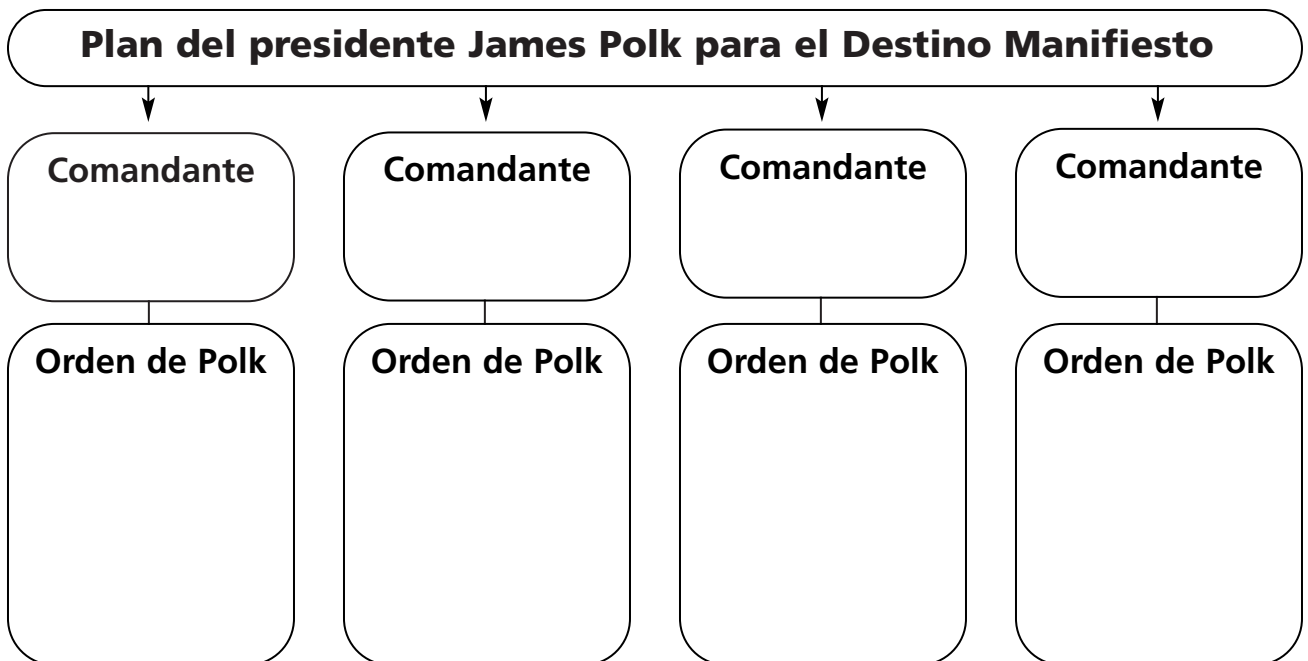 Plan del presidente James Polk para el Destino Manifiesto
Comandante
Comandante
Comandante
Comandante
Orden de Polk
Orden de Polk
Orden de Polk
Orden de Polk